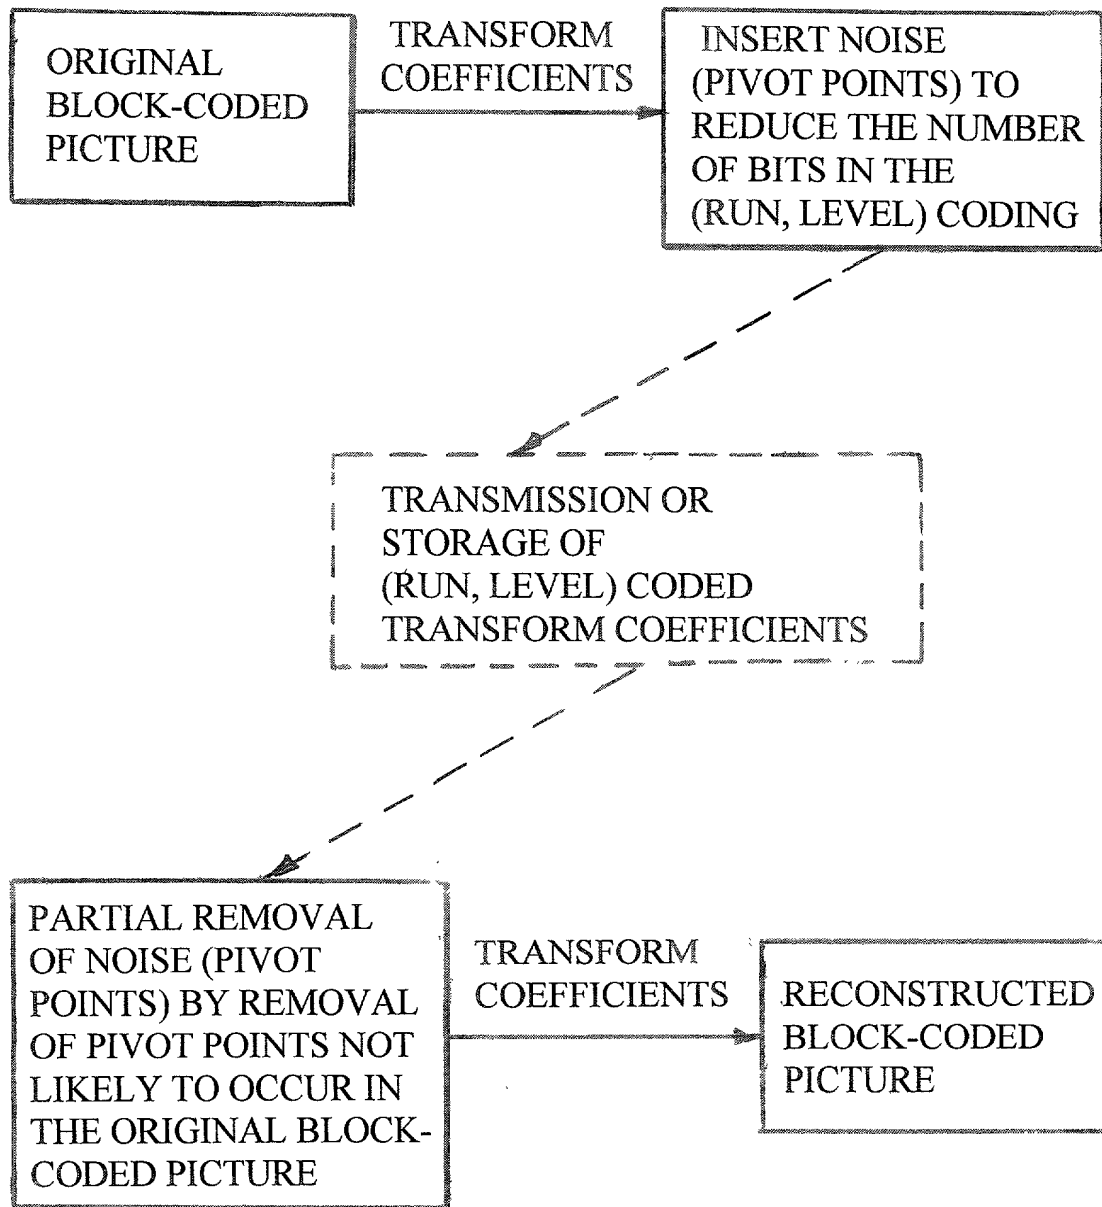 ORIGINAL
BLOCK-CODED
PICTURE
TRANSFORM
COEFFICIENTS
INSERT NOISE
(PIVOT POINTS) TO
REDUCE THE NUMBER
OF BITS IN THE
(RUN, LEVEL) CODING
TRANSMISSION OR
STORAGE OF
(RUN, LEVEL) CODED
TRANSFORM COEFFICIENTS
PARTIAL REMOVAL
OF NOISE (PIVOT
POINTS) BY REMOVAL
OF PIVOT POINTS NOT
LIKELY TO OCCUR IN
THE ORIGINAL BLOCK-
CODED PICTURE
TRANSFORM
COEFFICIENTS
RECONSTRUCTED
BLOCK-CODED
PICTURE